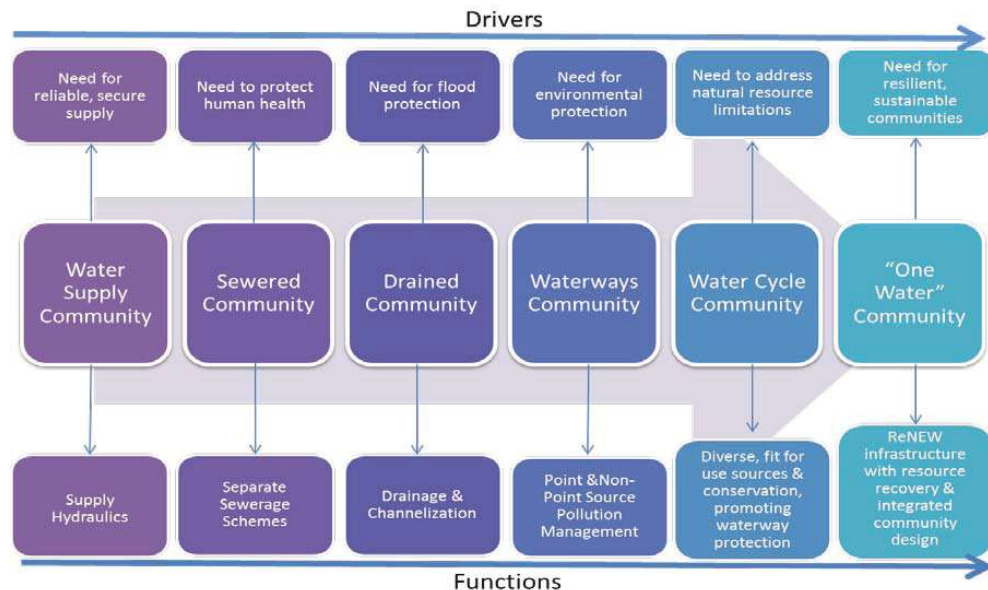 Drivers
Need for
reliable, secure
supply
Need to protect
human health
Need for flood
protection
Need for
environmental
protection
Need to address
natural resource
limitations
Need for
resilient,
sustainable
communities
Water
Supply
Community
Sewered
Community
Drained
Community
Waterways
Community
Water Cycle
Community
“One
Water”
Community
Supply
Hydraulics
Separate
Sewerage
Schemes
Drainage &
Channelization
Point &Non-
Point Source
Pollution
Management
Diverse, fit for
use sources &
conservation,
promoting
waterway
protection
ReNEW
infrastructure
with resource
recovery &
integrated
community
design
Functions